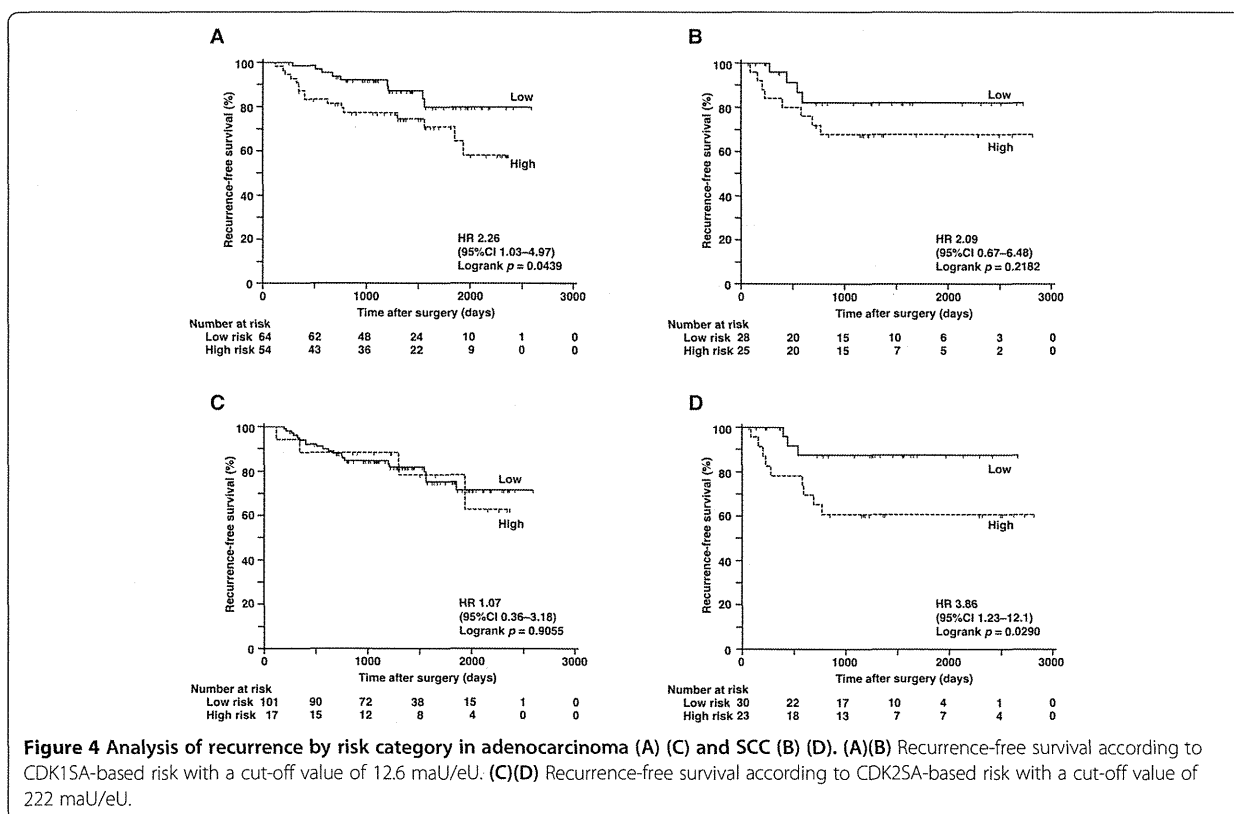 A
100
80
60
40
20
0
Recurrence-free survival (%)
Low
High
HR 2.26
(95%CI 1.03–4.97)
Logrank p = 0.0439
0 1000 2000 3000
Time after surgery (days)
Number at risk
Low risk 64 62 48 24 10 1 0
High risk 54 43 36 22 9 0 0
B
100
80
60
40
20
0
Recurrence-free survival (%)
Low
High
HR 2.09
(95%CI 0.67–6.48)
Logrank p = 0.2182
0 1000 2000 3000
Time after surgery (days)
Number at risk
Low risk 28 20 15 10 6 3 0
High risk 25 20 15 7 5 2 0
C
100
80
60
40
20
0
Recurrence-free survival (%)
Low
High
HR 1.07
(95%CI 0.36–3.18)
Logrank p = 0.9055
0 1000 2000 3000
Time after surgery (days)
Number at risk
Low risk 101 90 72 38 15 1 0
High risk 17 15 12 8 4 0 0
D
100
80
60
40
20
0
Recurrence-free survival (%)
Low
High
HR 3.86
(95%CI 1.23–12.1)
Logrank p = 0.0290
0 1000 2000 3000
Time after surgery (days)
Number at risk
Low risk 30 22 17 10 4 1 0
High risk 23 18 13 7 7 4 0
Figure 4 Analysis of recurrence by risk category in adenocarcinoma (A) (C) and SCC (B) (D). (A)(B) Recurrence-free survival according to
CDK1SA-based risk with a cut-off value of 12.6 maU/eU. (C)(D) Recurrence-free survival according to CDK2SA-based risk with a cut-off value of
222 maU/eU.